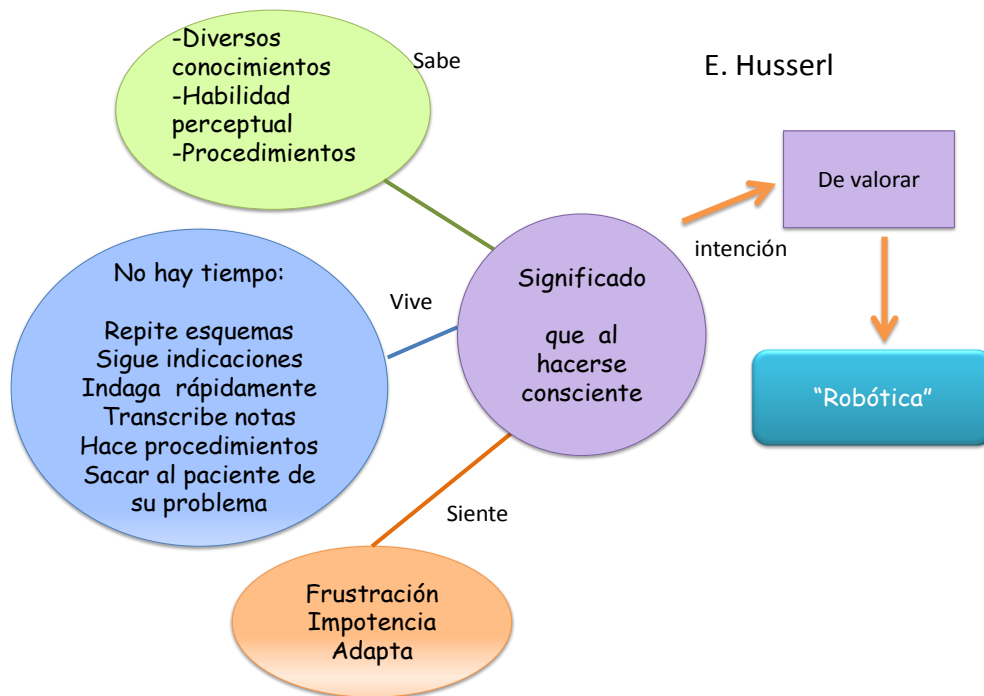 -Diversos
conocimientos
-Habilidad
perceptual
-Procedimientos
Sabe
E. Husserl
De valorar
intención
Significado
que al
hacerse
consciente
No hay tiempo:
Repite esquemas
Sigue indicaciones
Indaga rápidamente
Transcribe notas
Hace procedimientos
Sacar al paciente de
su problema
Vive
“Robótica”
Siente
Frustración
Impotencia
Adapta